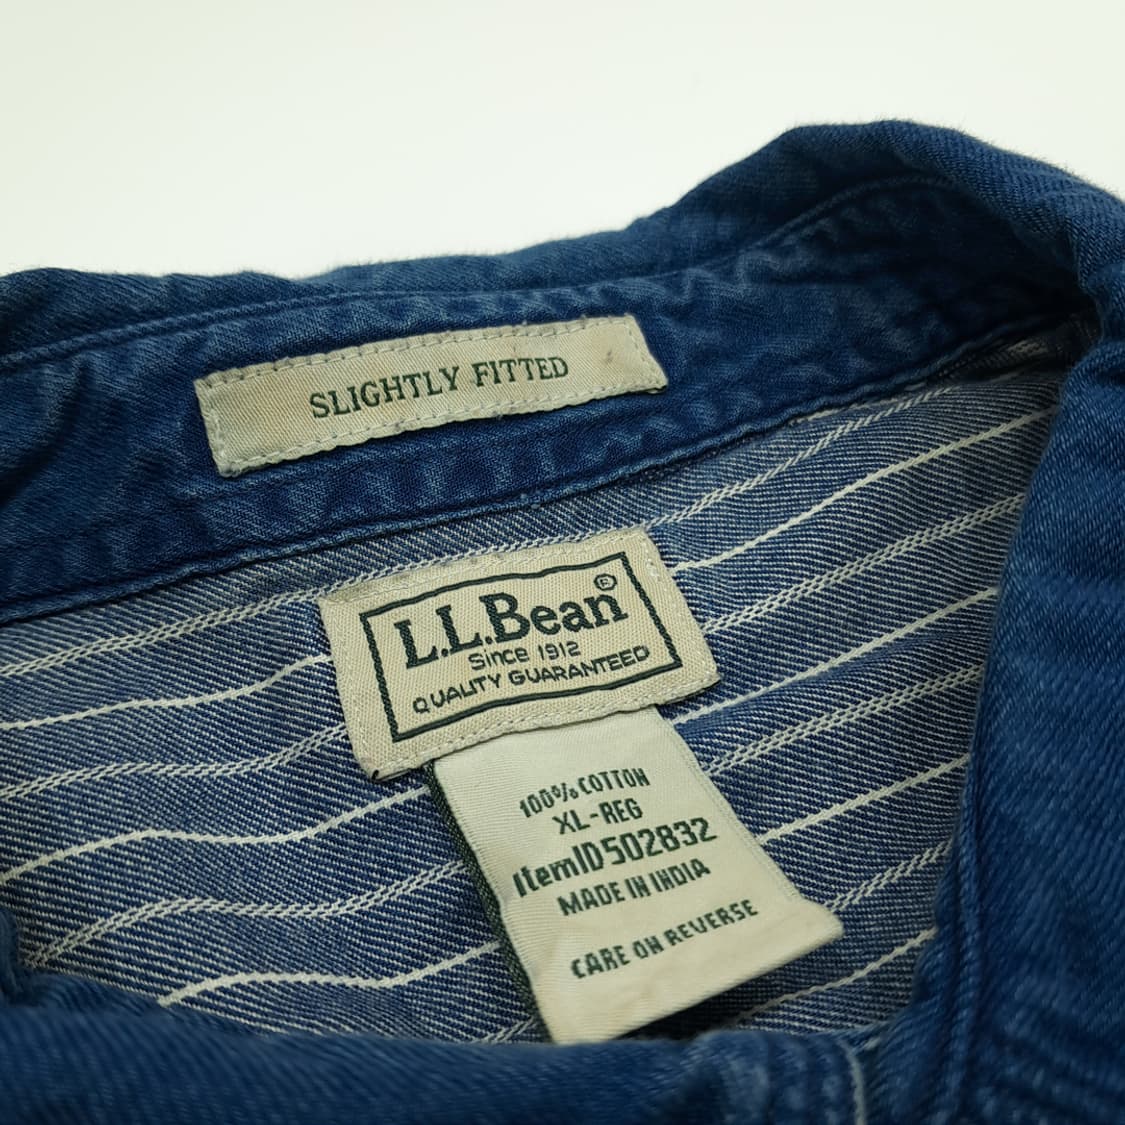 SLIGHTLY FITTED
L.L.Bean®
Since 1912
QUALITY GUARANTEED
100% COTTON
XL-REG
ItemID502832
MADE IN INDIA
CARE ON REVERSE